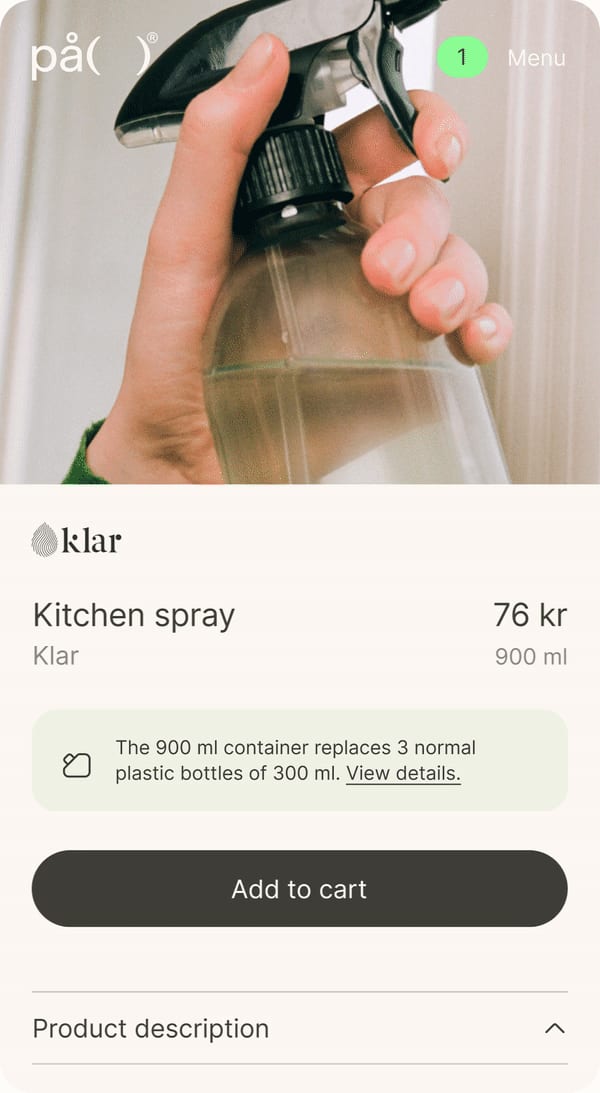 på( )®
1
Menu
klar
Kitchen spray
76 kr
Klar
900 ml
The 900 ml container replaces 3 normal
plastic bottles of 300 ml. View details.
Add to cart
Product description